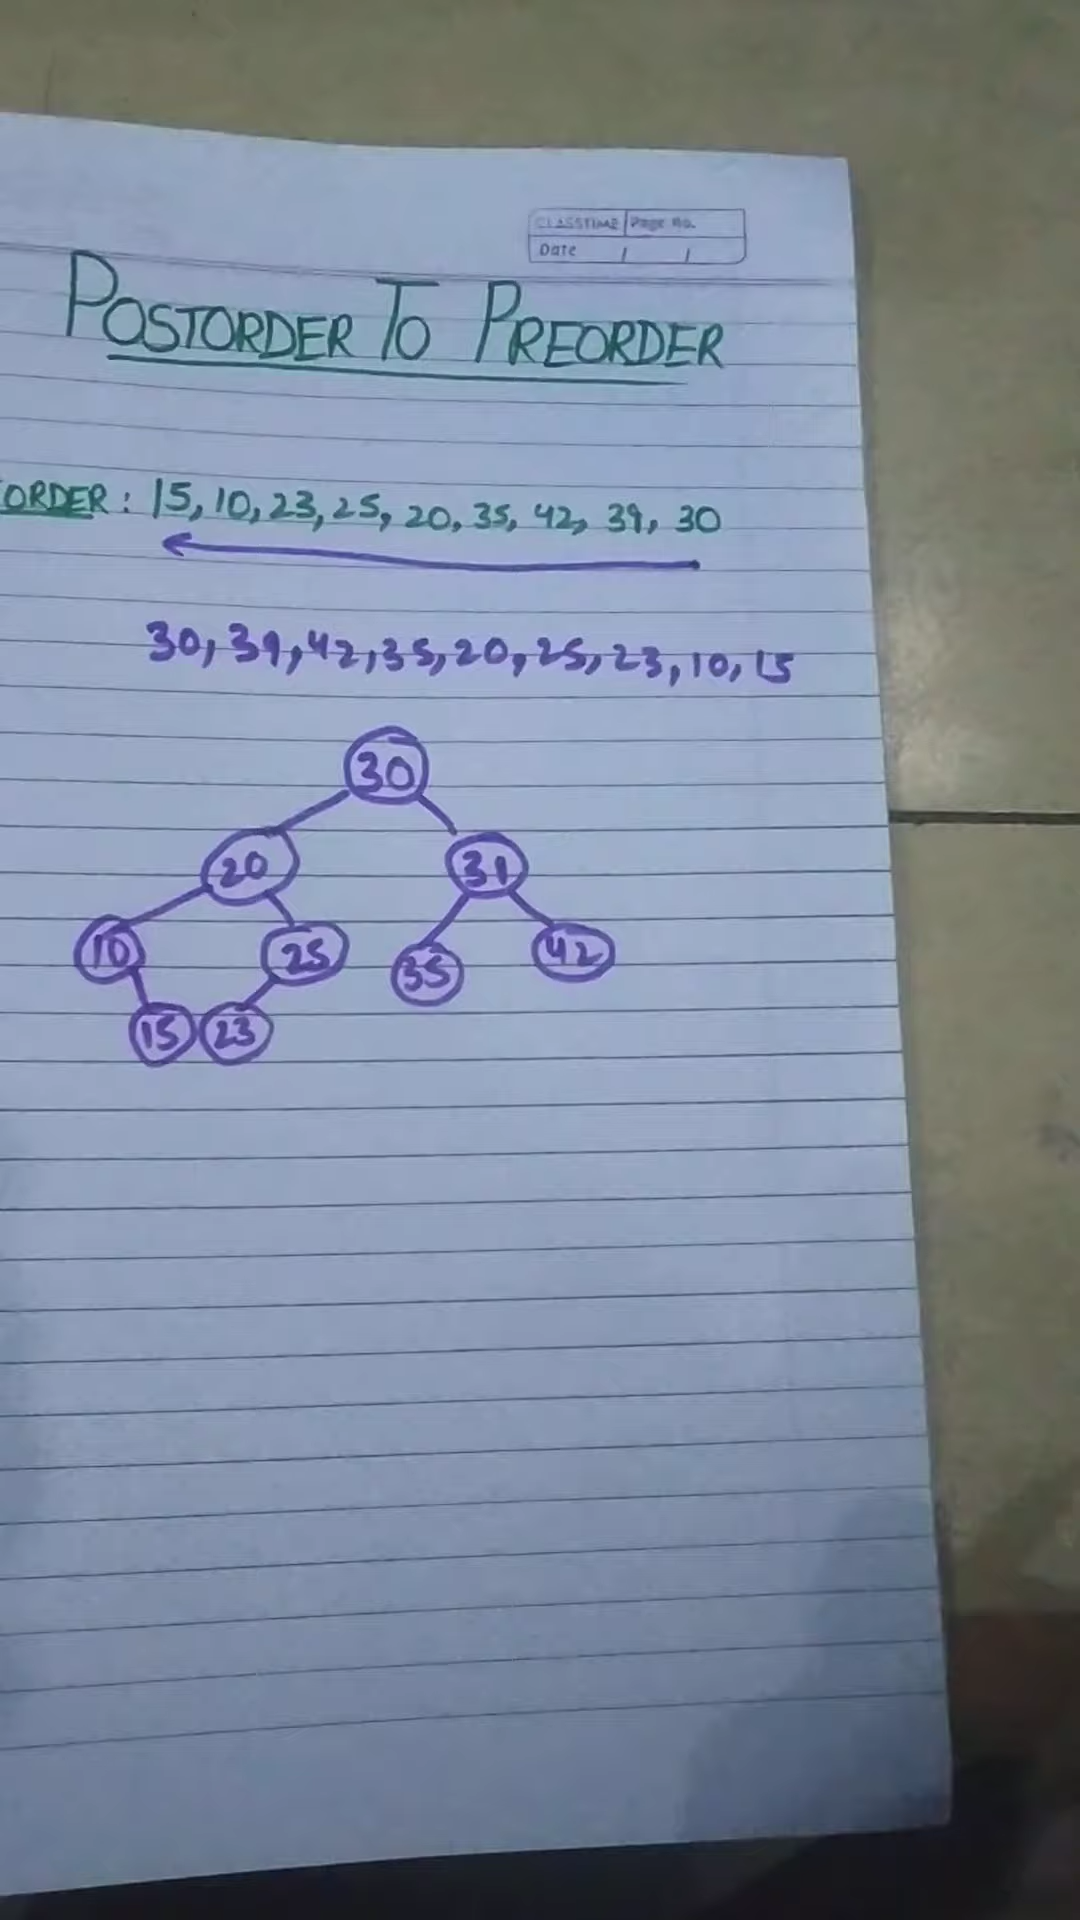 CLASSTIME Page No.
Date / /
POSTORDER TO PREORDER
ORDER: 15, 10, 23, 25, 20, 35, 42, 39, 30
30, 39, 42, 35, 20, 25, 23, 10, 15
30
20 31
10 25 35 42
15 23